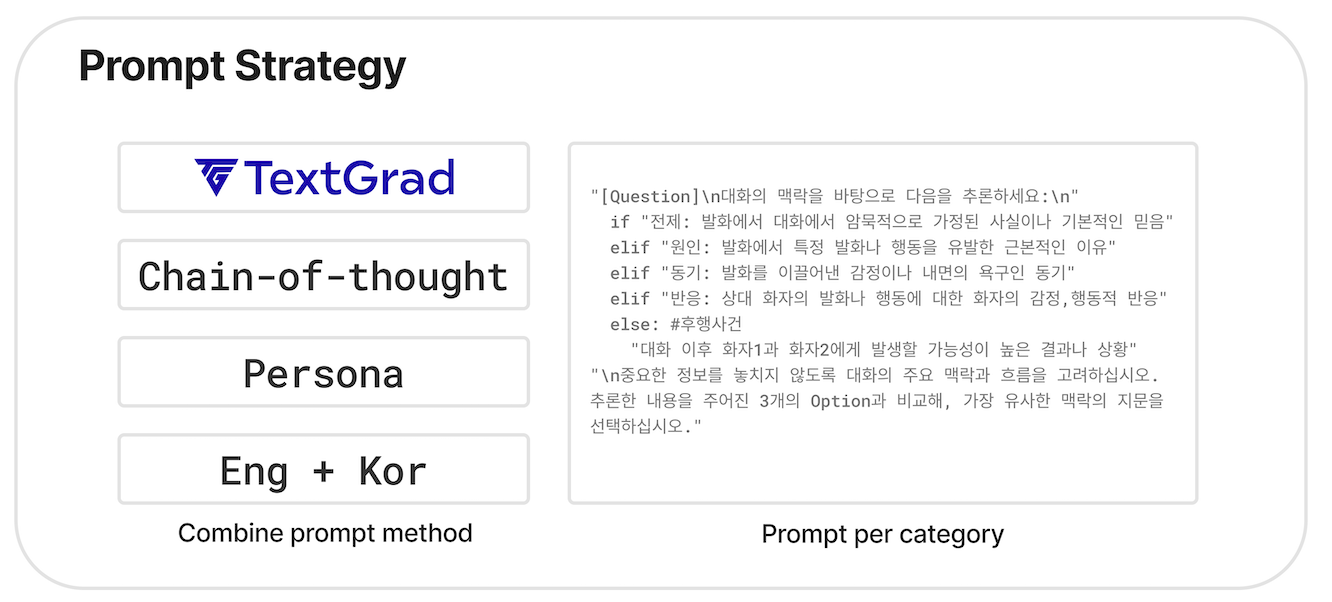 Prompt Strategy
TextGrad
Chain-of-thought
Persona
Eng + Kor
Combine prompt method
"[Question]\n대화의 맥락을 바탕으로 다음을 추론하세요:\n"
if "전제: 발화에서 대화에서 암묵적으로 가정된 사실이나 기본적인 믿음"
elif "원인: 발화에서 특정 발화나 행동을 유발한 근본적인 이유"
elif "동기: 발화를 이끌어낸 감정이나 내면의 욕구인 동기"
elif "반응: 상대 화자의 발화나 행동에 대한 화자의 감정,행동적 반응"
else: #후행사건
"대화 이후 화자1과 화자2에게 발생할 가능성이 높은 결과나 상황"
"\n중요한 정보를 놓치지 않도록 대화의 주요 맥락과 흐름을 고려하십시오.
추론한 내용을 주어진 3개의 Option과 비교해, 가장 유사한 맥락의 지문을
선택하십시오."
Prompt per category